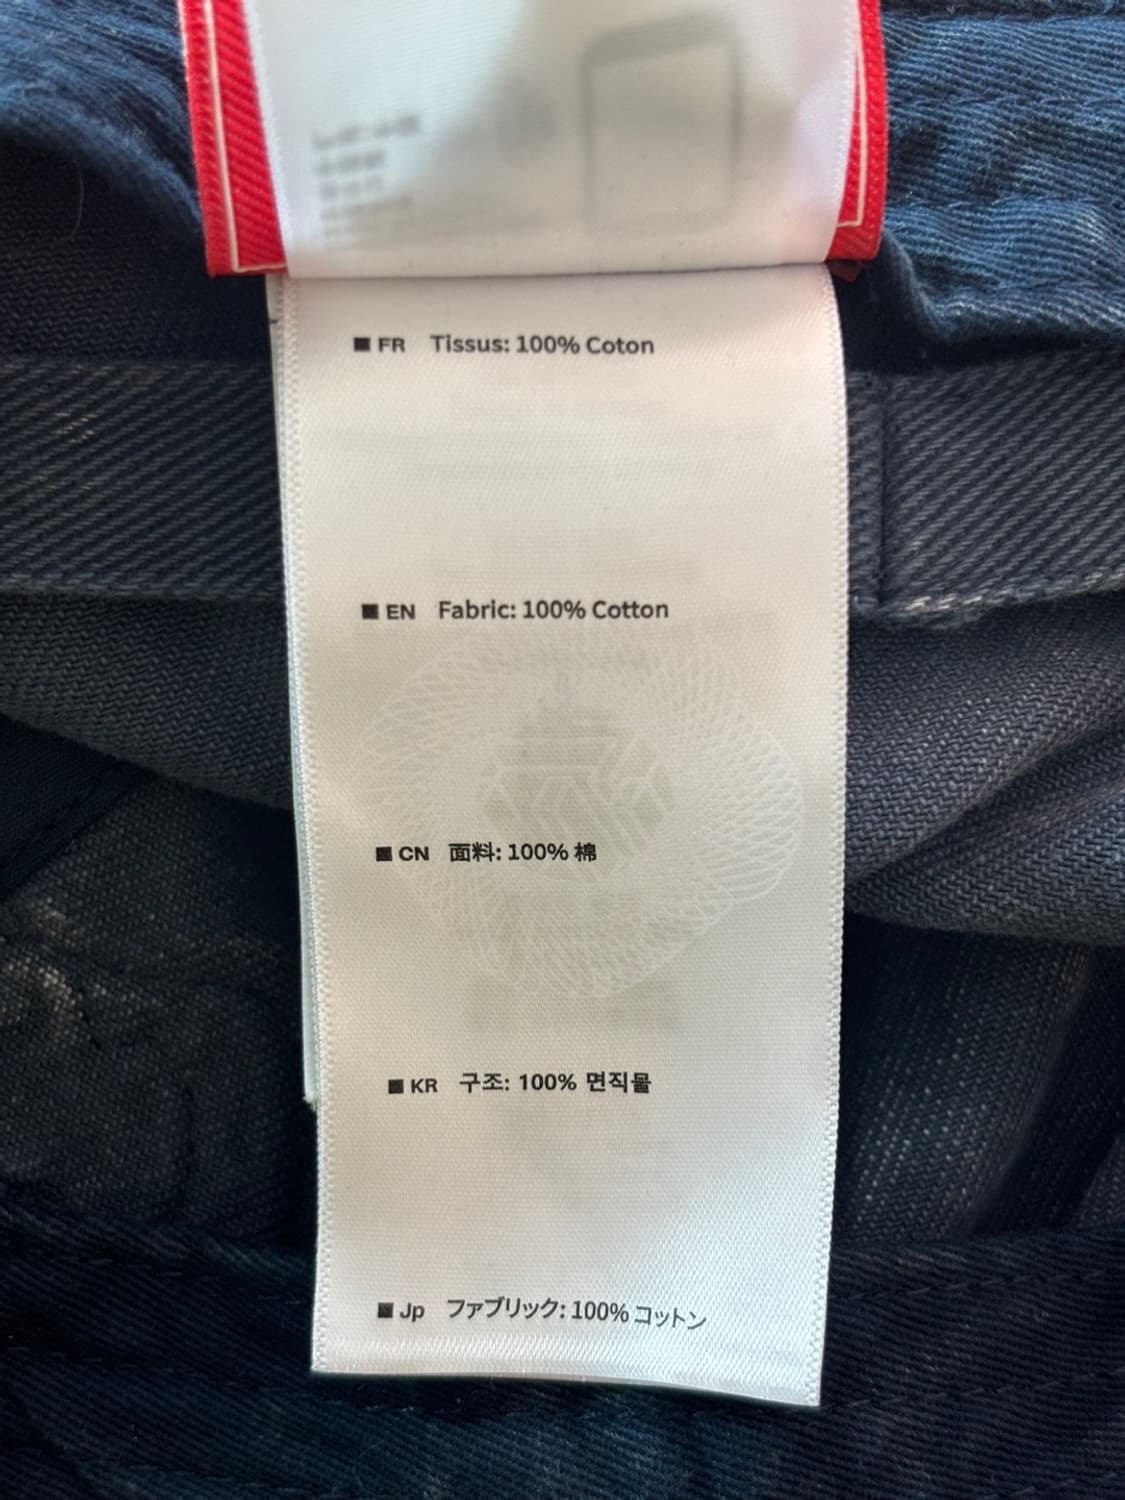 ■ FR Tissus: 100% Coton
■ EN Fabric: 100% Cotton
■ CN 面料: 100% 棉
■ KR 구조: 100% 면직물
■ Jp ファブリック: 100% コットン